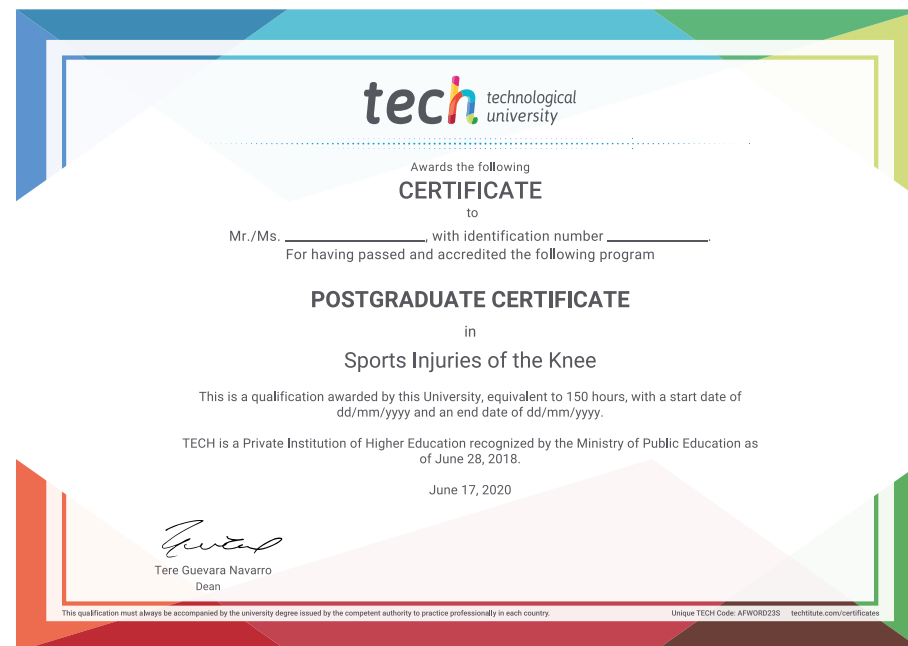 tech technological
university
Awards the following
CERTIFICATE
to
Mr./Ms. ____________________, with identification number ______________.
For having passed and accredited the following program
POSTGRADUATE CERTIFICATE
in
Sports Injuries of the Knee
This is a qualification awarded by this University, equivalent to 150 hours, with a start date of
dd/mm/yyyy and an end date of dd/mm/yyyy.
TECH is a Private Institution of Higher Education recognized by the Ministry of Public Education as
of June 28, 2018.
June 17, 2020
Tere Guevara Navarro
Dean
This qualification must always be accompanied by the university degree issued by the competent authority to practice professionally in each country. Unique TECH Code: AFWORD23S techtitute.com/certificates